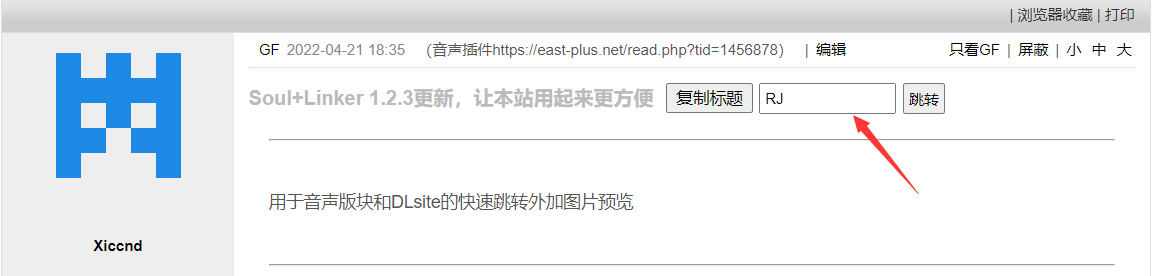 | 浏览器收藏 | 打印
GF 2022-04-21 18:35 （音声插件https://east-plus.net/read.php?tid=1456878） | 编辑 只看GF | 屏蔽 | 小 中 大
Soul+Linker 1.2.3更新，让本站用起来更方便 复制标题 RJ 跳转
用于音声版块和DLsite的快速跳转外加图片预览
Xiccnd